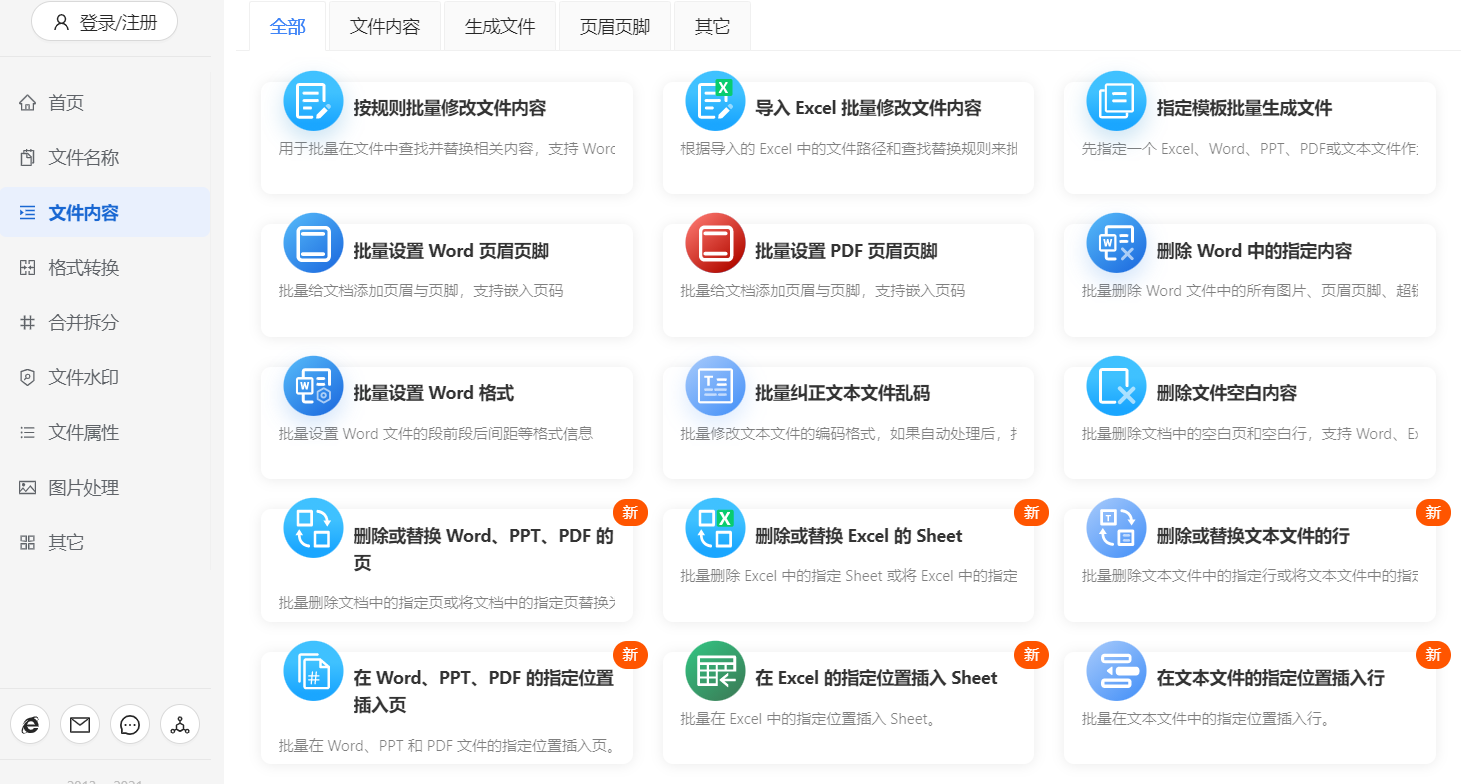 登录/注册
首页
文件名称
文件内容
格式转换
合并拆分
文件水印
文件属性
图片处理
其它
全部
文件内容
生成文件
页眉页脚
其它
按规则批量修改文件内容
用于批量在文件中查找并替换相关内容，支持 Word
导入 Excel 批量修改文件内容
根据导入的 Excel 中的文件路径和查找替换规则来批
指定模板批量生成文件
先指定一个 Excel、Word、PPT、PDF或文本文件作
批量设置 Word 页眉页脚
批量给文档添加页眉与页脚，支持嵌入页码
批量设置 PDF 页眉页脚
批量给文档添加页眉与页脚，支持嵌入页码
删除 Word 中的指定内容
批量删除 Word 文件中的所有图片、页眉页脚、超
批量设置 Word 格式
批量设置 Word 文件的段前段后间距等格式信息
批量纠正文本文件乱码
批量修改文本文件的编码格式，如果自动处理后，
删除文件空白内容
批量删除文档中的空白页和空白行，支持 Word、Ex
新
删除或替换 Word、PPT、PDF 的
页
批量删除文档中的指定页或将文档中的指定页替换
新
删除或替换 Excel 的 Sheet
批量删除 Excel 中的指定 Sheet 或将 Excel 中的指定
新
删除或替换文本文件的行
批量删除文本文件中的指定行或将文本文件中的指定
新
在 Word、PPT、PDF 的指定位置
插入页
批量在 Word、PPT 和 PDF 文件的指定位置插入页。
新
在 Excel 的指定位置插入 Sheet
批量在 Excel 中的指定位置插入 Sheet。
新
在文本文件的指定位置插入行
批量在文本文件中的指定位置插入行。